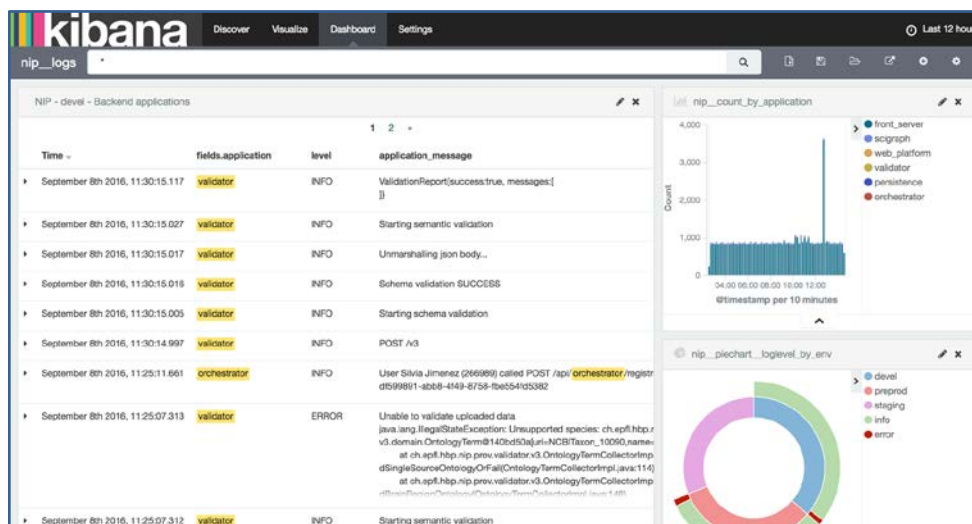 kibana
Discover Visualize Dashboard Settings
Last 12 hou
nip__logs *
NIP - devel - Backend applications
1 2 »
Time fields.application level application_message
September 8th 2016, 11:30:15.117 validator INFO ValidationReport{success:true, messages:[
]}
September 8th 2016, 11:30:15.027 validator INFO Starting semantic validation
September 8th 2016, 11:30:15.017 validator INFO Unmarshalling json body...
September 8th 2016, 11:30:15.016 validator INFO Schema validation SUCCESS
September 8th 2016, 11:30:15.005 validator INFO Starting schema validation
September 8th 2016, 11:30:14.997 validator INFO POST /v3
September 8th 2016, 11:25:11.661 orchestrator INFO User Silvia Jimenez (266989) called POST /api/orchestrator/registr
df599891-abb8-4f49-8758-fbe554fd5382
September 8th 2016, 11:25:07.313 validator ERROR Unable to validate uploaded data
java.lang.IllegalStateException: Unsupported species: ch.epfl.hbp.n
v3.domain.OntologyTerm@140bd50a[uri=NCBITaxon_10090,name=
at ch.epfl.hbp.nip.prov.validator.v3.OntologyTermCollectorImp
dSingleSourceOntologyOrFail(OntologyTermCollectorImpl.java:114)
at ch.epfl.hbp.nip.prov.validator.v3.OntologyTermCollectorImp
September 8th 2016, 11:25:07.312 validator INFO Starting semantic validation
nip__count_by_application
4,000
3,000
2,000
1,000
0
Count
04:00 06:00 08:00 10:00 12:00
@timestamp per 10 minutes
front_server
scigraph
web_platform
validator
persistence
orchestrator
nip__piechart__loglevel_by_env
devel
preprod
staging
info
error